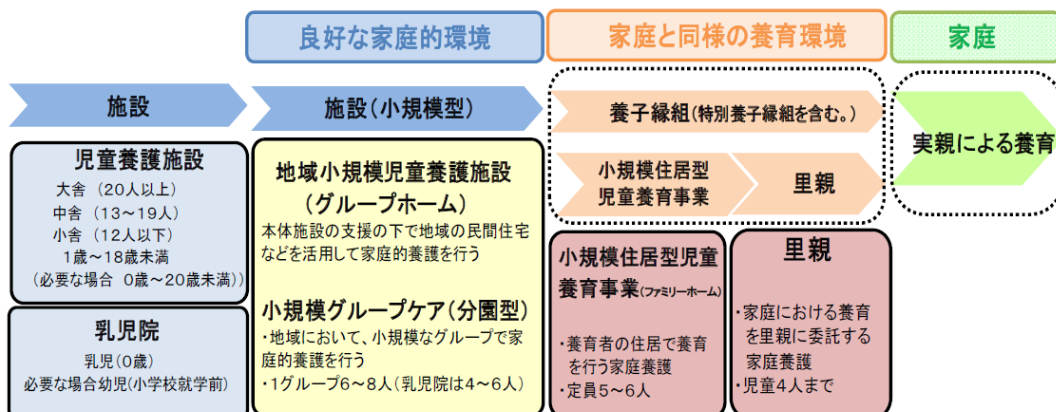 良好な家庭的環境
家庭と同様の養育環境
家庭
施設
施設(小規模型)
養子縁組(特別養子縁組を含む。)
小規模住居型
児童養育事業
里親
実親による養育
児童養護施設
大舎 (20人以上)
中舎 (13～19人)
小舎 (12人以下)
1歳～18歳未満
(必要な場合 0歳～20歳未満))
乳児院
乳児(0歳)
必要な場合幼児(小学校就学前)
地域小規模児童養護施設
(グループホーム)
本体施設の支援の下で地域の民間住宅
などを活用して家庭的養護を行う
小規模グループケア(分園型)
・地域において、小規模なグループで家
庭的養護を行う
・1グループ6～8人(乳児院は4～6人)
小規模住居型児童
養育事業(ファミリーホーム)
・養育者の住居で養育
を行う家庭養護
・定員5～6人
里親
・家庭における養育
を里親に委託する
家庭養護
・児童4人まで